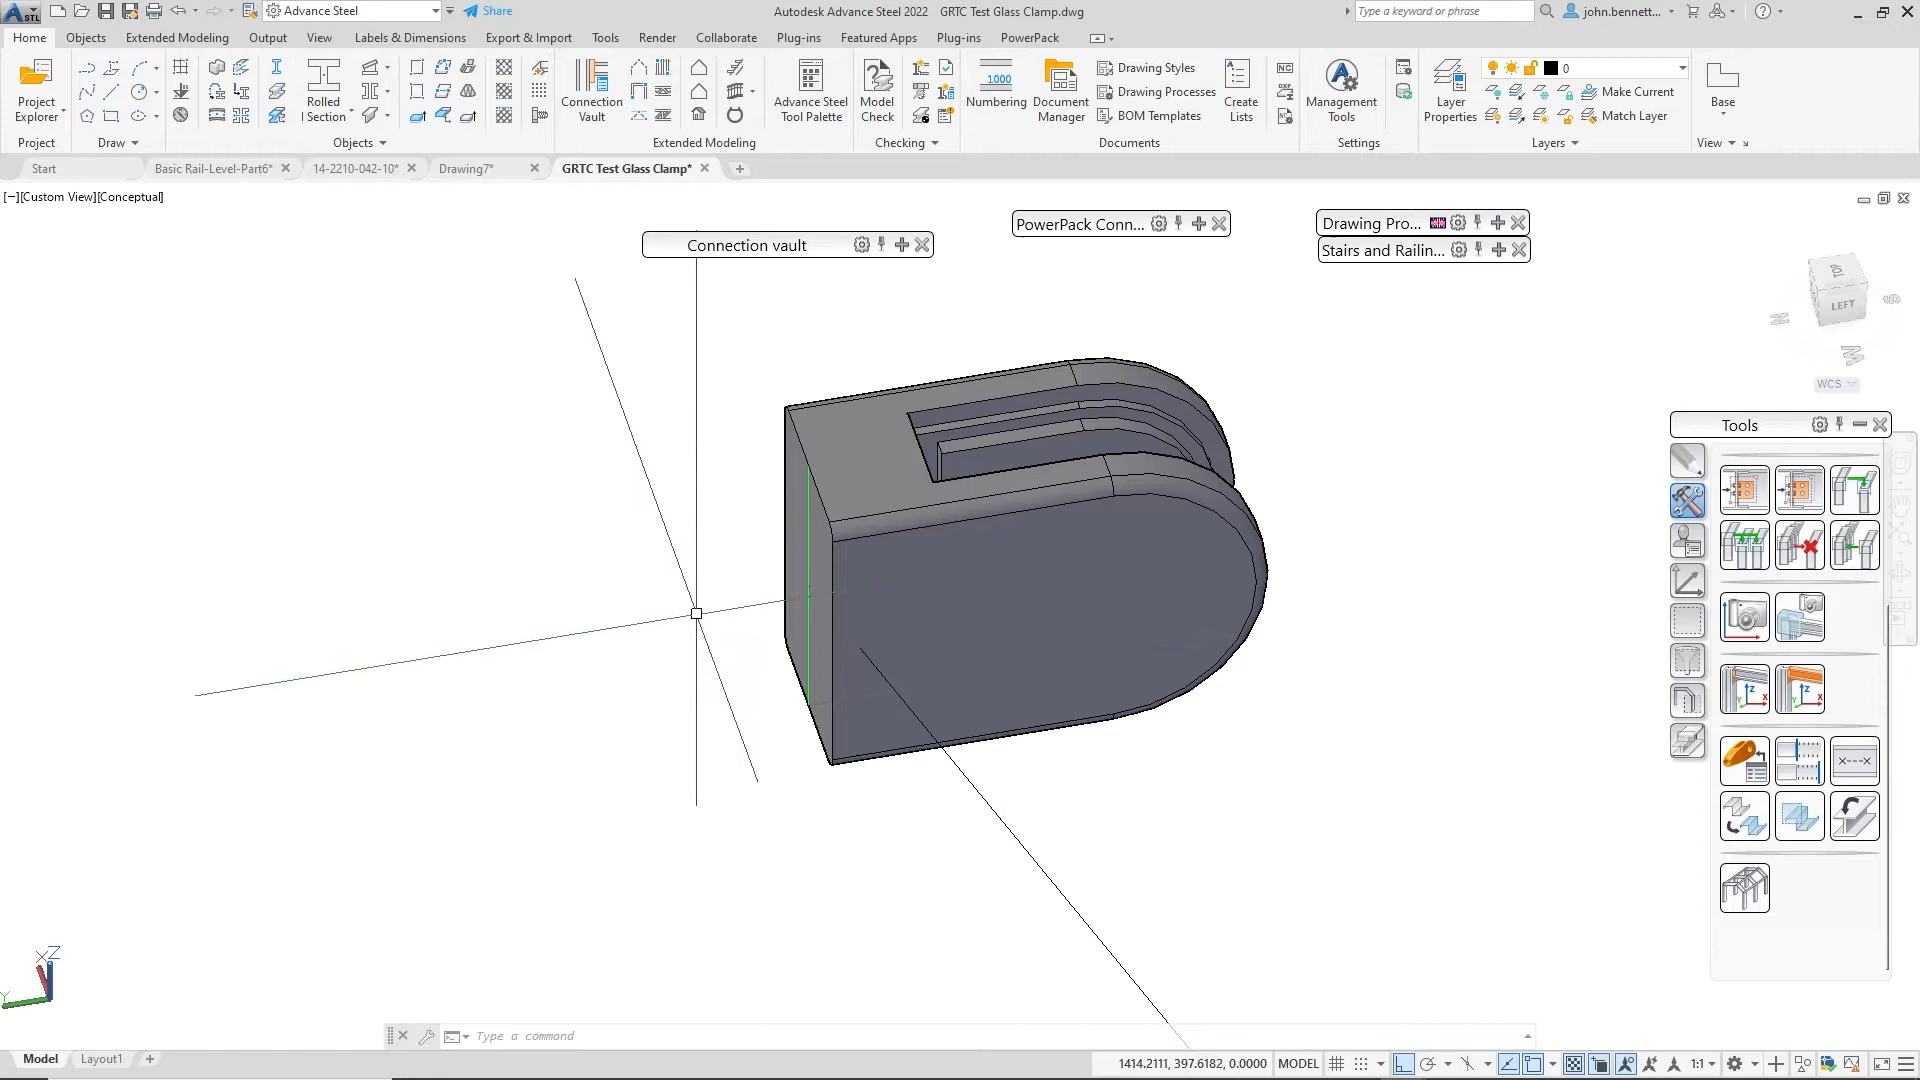 STL
Advance Steel
Share
Autodesk Advance Steel 2022 GRTC Test Glass Clamp.dwg
Type a keyword or phrase
john.bennett...
Home
Objects
Extended Modeling
Output
View
Labels & Dimensions
Export & Import
Tools
Render
Collaborate
Plug-ins
Featured Apps
Plug-ins
PowerPack
Project
Explorer
Rolled
I Section
Connection
Vault
Advance Steel
Tool Palette
Model
Check
1000
Numbering
Document
Manager
Drawing Styles
Drawing Processes
BOM Templates
Create
Lists
NC
DXF
Management
Tools
Layer
Properties
0
Make Current
Match Layer
Base
Project
Draw
Objects
Extended Modeling
Checking
Documents
Settings
Layers
View
Start
Basic Rail-Level-Part6*
14-2210-042-10*
Drawing7*
GRTC Test Glass Clamp*
[−][Custom View][Conceptual]
Connection vault
PowerPack Conn...
Drawing Pro...
Stairs and Railin...
TOP
LEFT
S
WCS
Tools
X
Z
Y
Type a command
Model
Layout1
1414.2111, 397.6182, 0.0000
MODEL
1:1